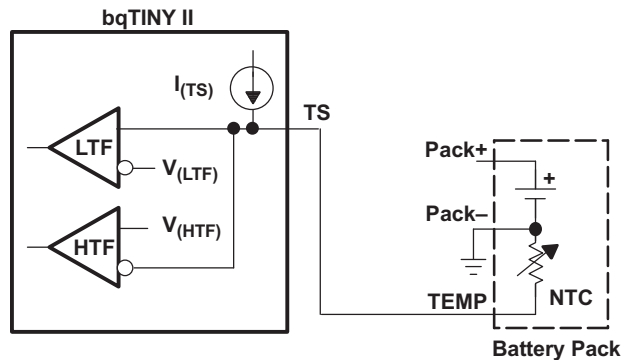 bqTINY II
I(TS)
TS
LTF
V(LTF)
Pack+
+
Pack–
V(HTF)
HTF
NTC
TEMP
Battery Pack